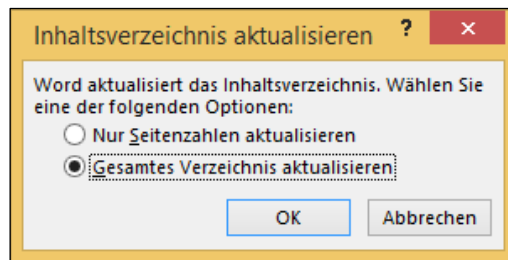 Inhaltsverzeichnis aktualisieren ? ×
Word aktualisiert das Inhaltsverzeichnis. Wählen Sie
eine der folgenden Optionen:
Nur Seitenzahlen aktualisieren
Gesamtes Verzeichnis aktualisieren
OK Abbrechen